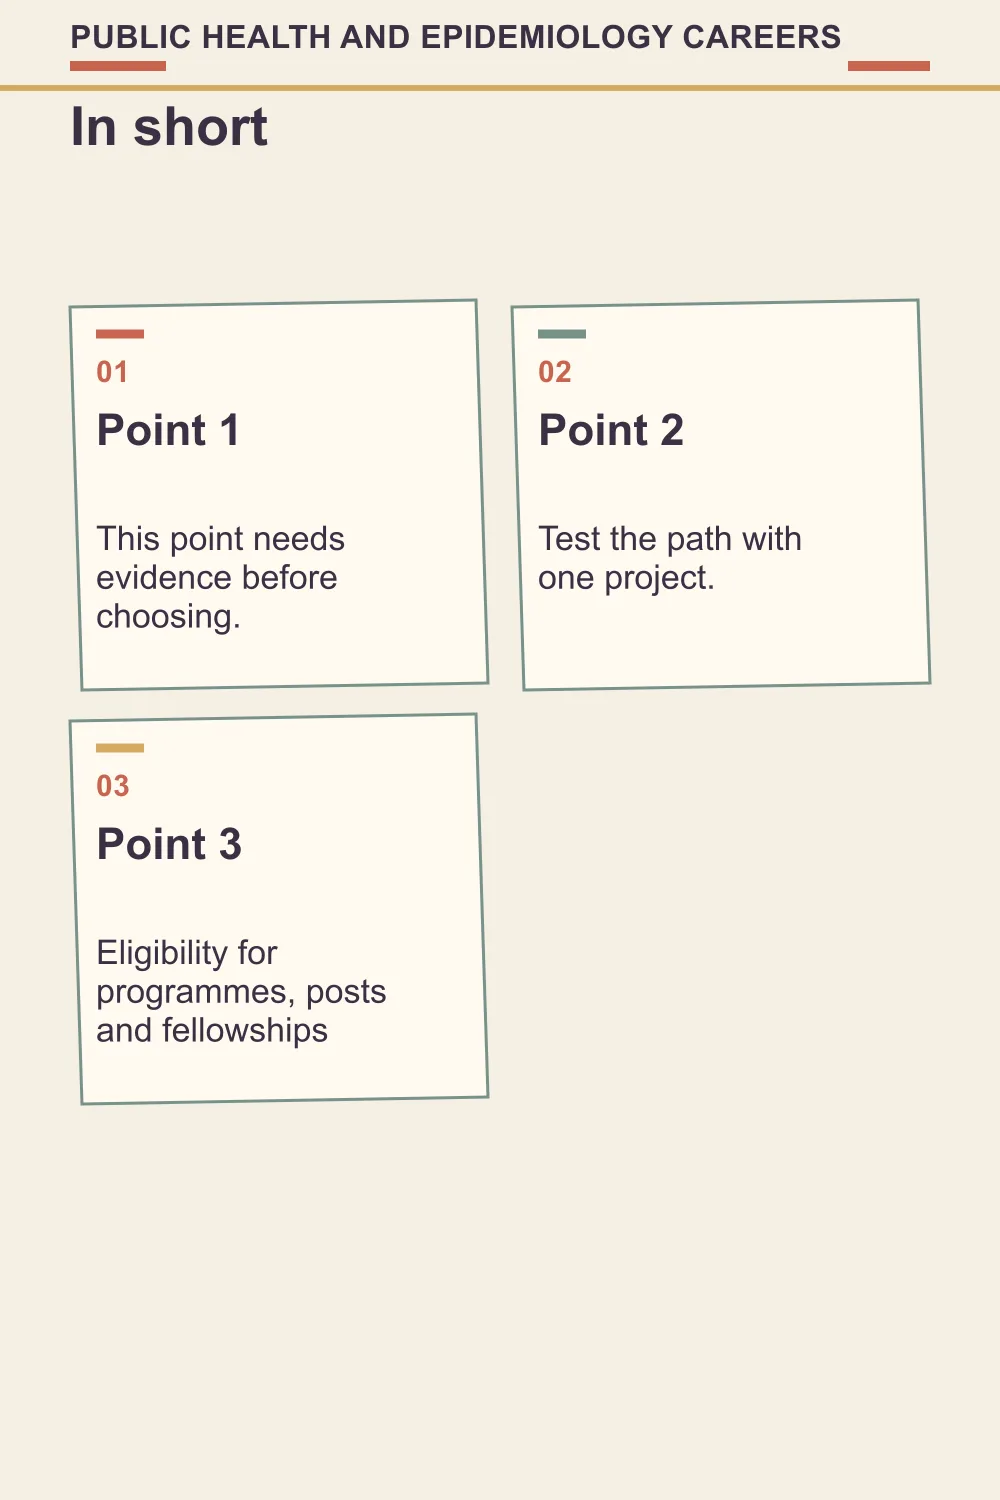 PUBLIC HEALTH AND EPIDEMIOLOGY CAREERS
In short
01
Point 1
This point needs
evidence before
choosing.
02
Point 2
Test the path with
one project.
03
Point 3
Eligibility for
programmes, posts
and fellowships